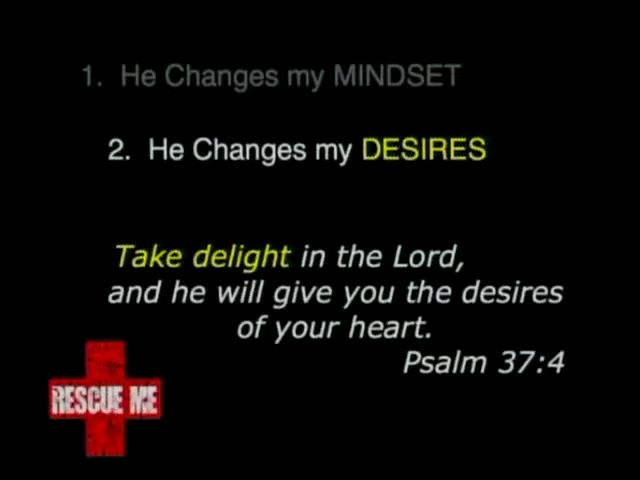 1. He Changes my MINDSET
2. He Changes my DESIRES
Take delight in the Lord,
and he will give you the desires
of your heart.
Psalm 37:4
RESCUE ME